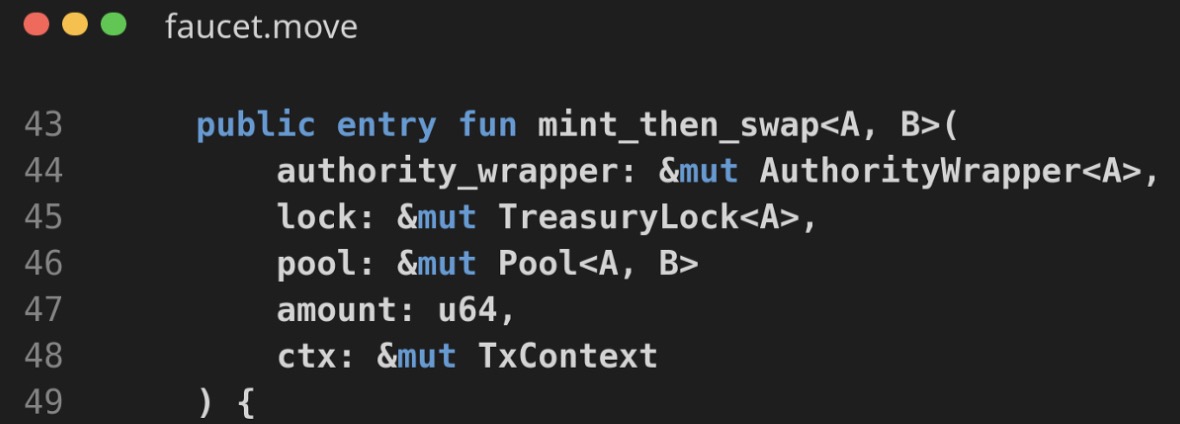 faucet.move
43 public entry fun mint_then_swap<A, B>(
44 authority_wrapper: &mut AuthorityWrapper<A>,
45 lock: &mut TreasuryLock<A>,
46 pool: &mut Pool<A, B>
47 amount: u64,
48 ctx: &mut TxContext
49 ) {